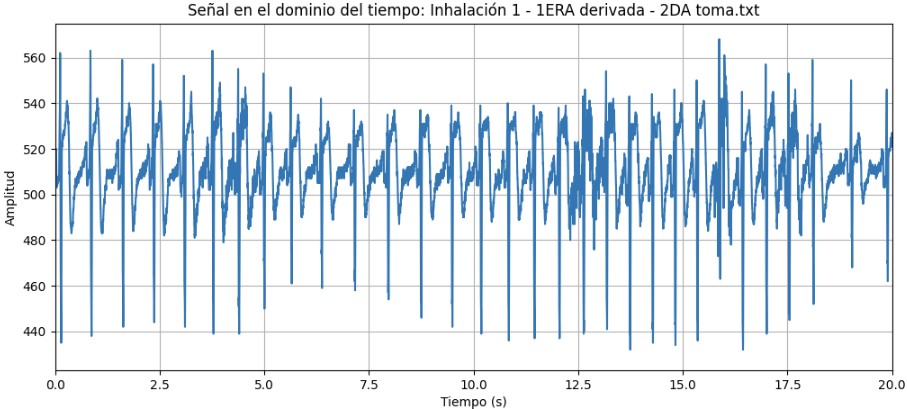 Señal en el dominio del tiempo: Inhalación 1 - 1ERA derivada - 2DA toma.txt
560
540
520
500
480
460
440
Amplitud
0.0 2.5 5.0 7.5 10.0 12.5 15.0 17.5 20.0
Tiempo (s)